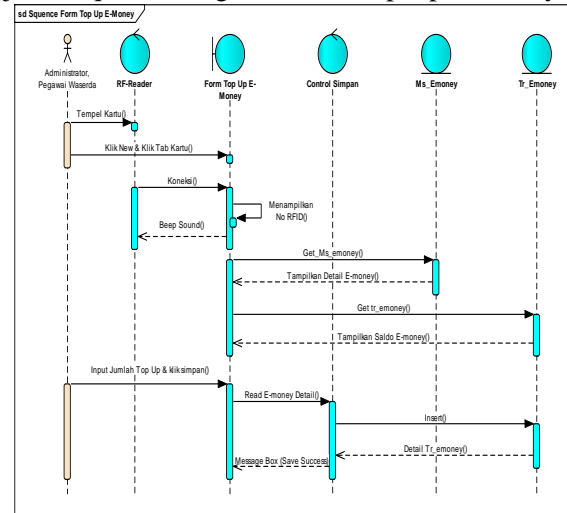 sd Squence Form Top Up E-Money
Administrator,
Pegawai Waserda
RF-Reader
Form Top Up E-
Money
Control Simpan
Ms_Emoney
Tr_Emoney
Tempel Kartu()
Klik New & Klik Tab Kartu()
Koneksi()
Menampilkan
No RFID()
Beep Sound()
Get_Ms_emoney()
Tampilkan Detail E-money()
Get tr_emoney()
Tampilkan Saldo E-money()
Input Jumlah Top Up & kliksimpan()
Read E-money Detail()
Insert()
Detail Tr_emoney()
Message Box (Save Success)